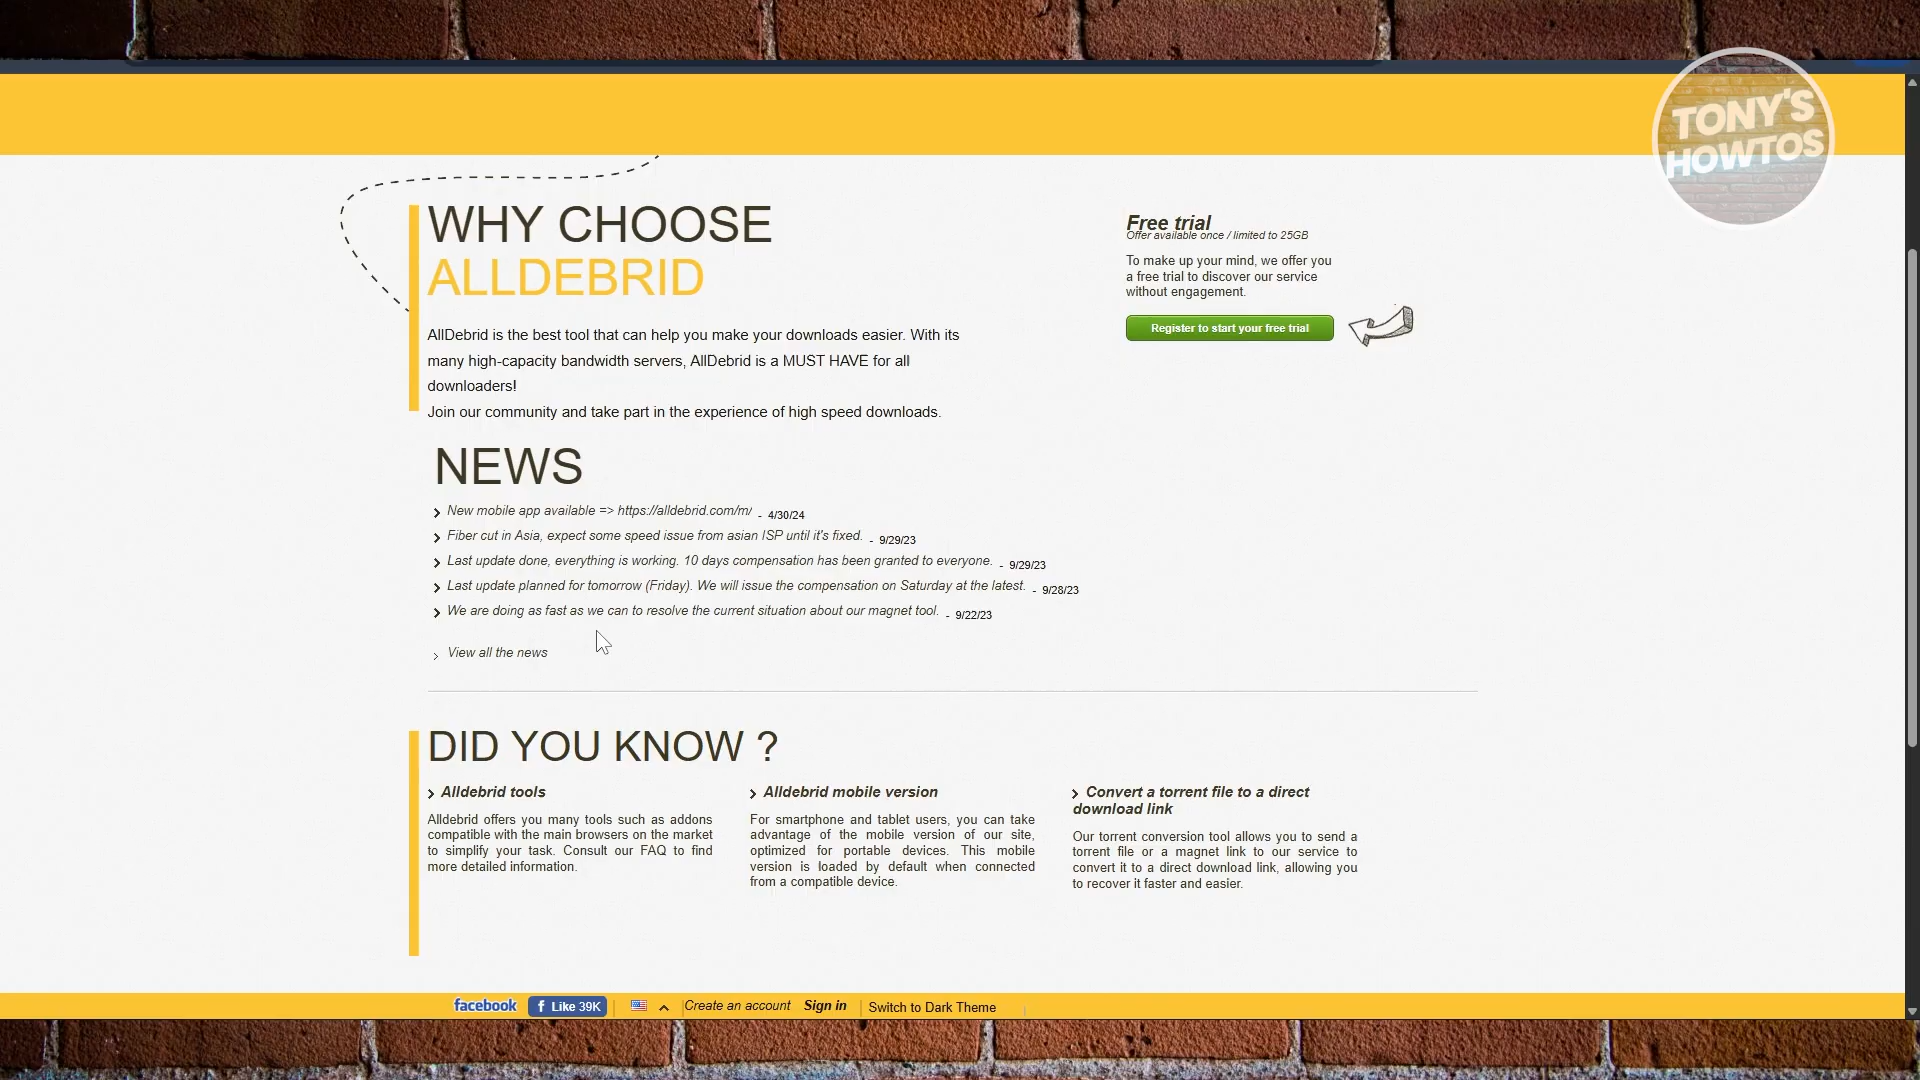 TONY'S
HOWTOS
WHY CHOOSE
ALLDEBRID
AllDebrid is the best tool that can help you make your downloads easier. With its
many high-capacity bandwidth servers, AllDebrid is a MUST HAVE for all
downloaders!
Join our community and take part in the experience of high speed downloads.
Free trial
Offer available once / limited to 25GB
To make up your mind, we offer you
a free trial to discover our service
without engagement.
Register to start your free trial
NEWS
New mobile app available => https://alldebrid.com/m/ - 4/30/24
Fiber cut in Asia, expect some speed issue from asian ISP until it's fixed. - 9/29/23
Last update done, everything is working. 10 days compensation has been granted to everyone. - 9/29/23
Last update planned for tomorrow (Friday). We will issue the compensation on Saturday at the latest. - 9/28/23
We are doing as fast as we can to resolve the current situation about our magnet tool. - 9/22/23
View all the news
DID YOU KNOW ?
Alldebrid tools
Alldebrid offers you many tools such as addons
compatible with the main browsers on the market
to simplify your task. Consult our FAQ to find
more detailed information.
Alldebrid mobile version
For smartphone and tablet users, you can take
advantage of the mobile version of our site,
optimized for portable devices. This mobile
version is loaded by default when connected
from a compatible device.
Convert a torrent file to a direct
download link
Our torrent conversion tool allows you to send a
torrent file or a magnet link to our service to
convert it to a direct download link, allowing you
to recover it faster and easier.
facebook Like 39K Create an account Sign in Switch to Dark Theme